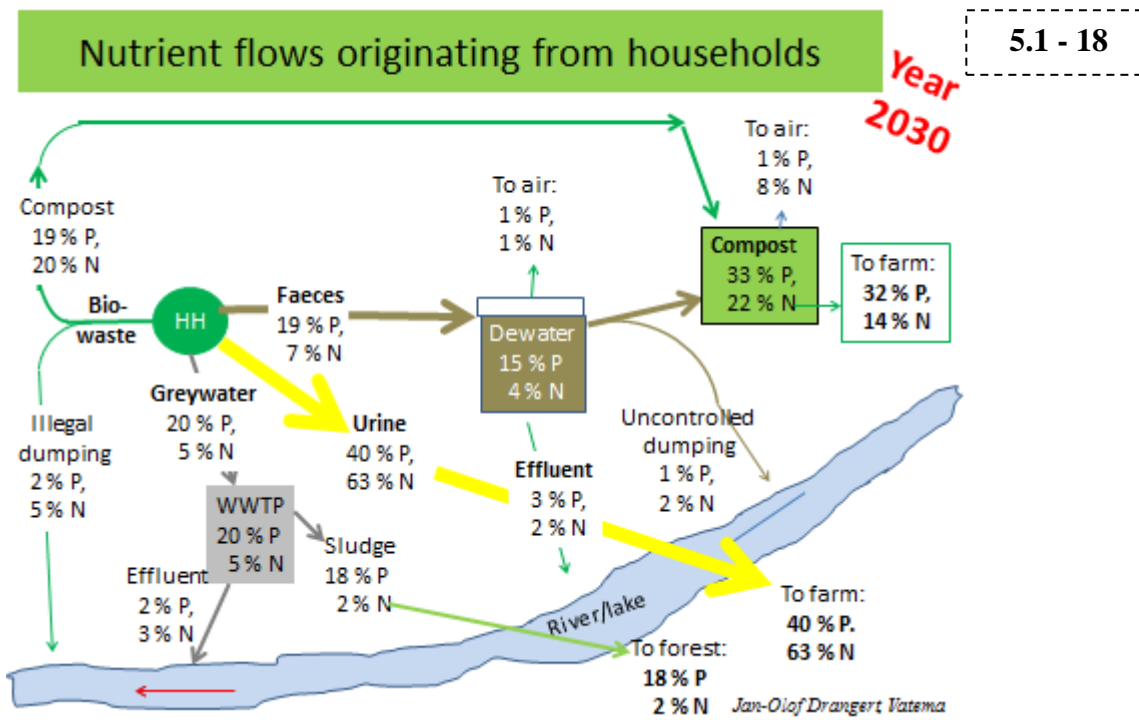 Nutrient flows originating from households
5.1 - 18
Year
2030
To air:
1 % P,
8 % N
To air:
1 % P,
1 % N
Compost
19 % P,
20 % N
Compost
33 % P,
22 % N
To farm:
32 % P,
14 % N
Bio-
waste
HH
Faeces
19 % P,
7 % N
Dewater
15 % P
4 % N
Greywater
20 % P,
5 % N
Urine
40 % P,
63 % N
Illegal
dumping
2 % P,
5 % N
Uncontrolled
dumping
1 % P,
2 % N
Effluent
3 % P,
2 % N
WWTP
20 % P
5 % N
Sludge
18 % P
2 % N
Effluent
2 % P,
3 % N
River/lake
To farm:
40 % P.
63 % N
To forest:
18 % P
2 % N
Jan-Olof Drangert, Vatema